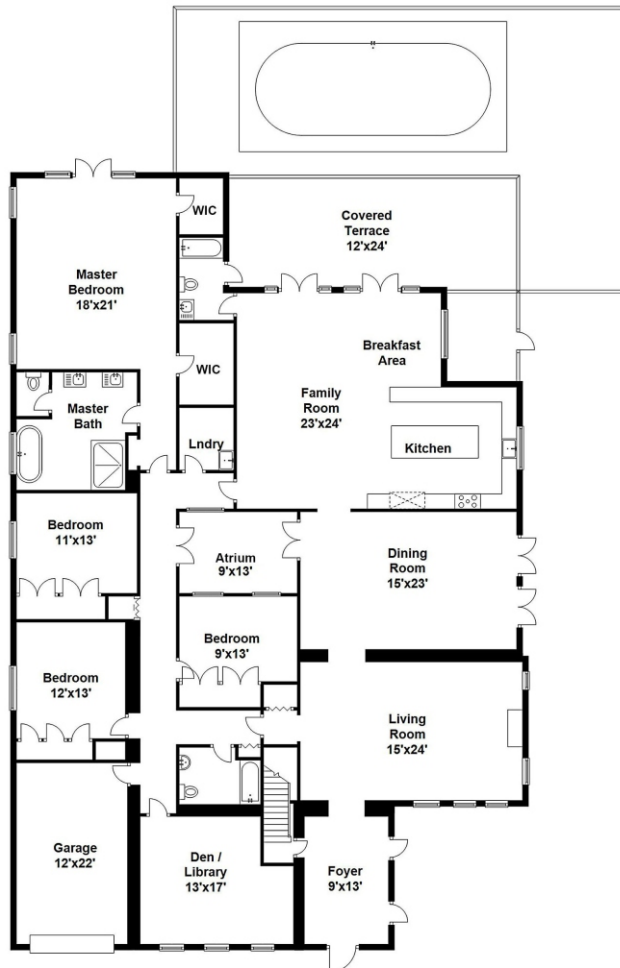 WIC
Covered
Terrace
12'x24'
Master
Bedroom
18'x21'
Breakfast
Area
WIC
Family
Room
23'x24'
Master
Bath
Kitchen
Lndry
Bedroom
11'x13'
Atrium
9'x13'
Dining
Room
15'x23'
Bedroom
9'x13'
Bedroom
12'x13'
Living
Room
15'x24'
Garage
12'x22'
Den /
Library
13'x17'
Foyer
9'x13'